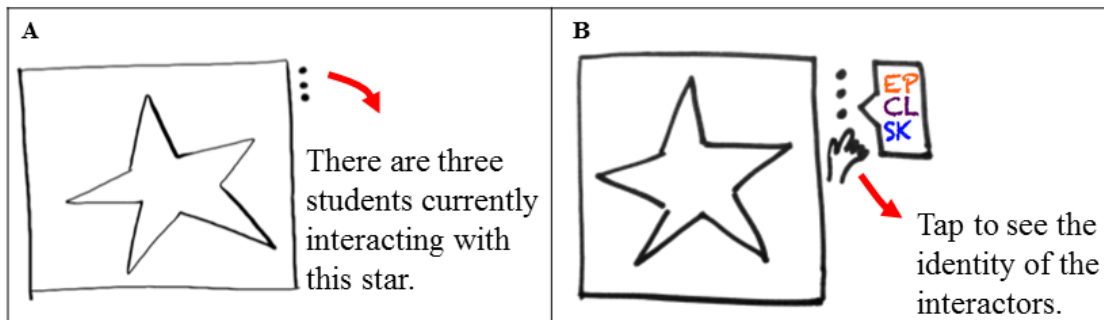 A
There are three
students currently
interacting with
this star.
B
EP
CL
SK
Tap to see the
identity of the
interactors.